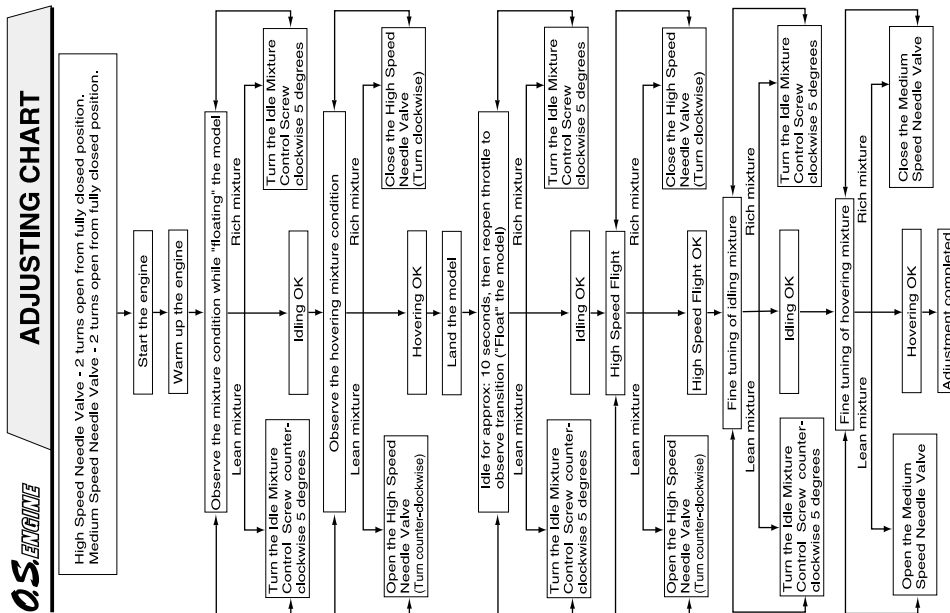 O.S. ENGINE
ADJUSTING CHART
High Speed Needle Valve - 2 turns open from fully closed position.
Medium Speed Needle Valve - 2 turns open from fully closed position.
Start the engine
Warm up the engine
Observe the mixture condition while "floating" the model
Lean mixture
Rich mixture
Turn the Idle Mixture
Control Screw counter-
clockwise 5 degrees
Idling OK
Turn the Idle Mixture
Control Screw
clockwise 5 degrees
Observe the hovering mixture condition
Lean mixture
Rich mixture
Open the High Speed
Needle Valve
(Turn counter-clockwise)
Hovering OK
Close the High Speed
Needle Valve
(Turn clockwise)
Land the model
Idle for approx: 10 seconds, then reopen throttle to
observe transition ("Float" the model)
Lean mixture
Rich mixture
Turn the Idle Mixture
Control Screw counter-
clockwise 5 degrees
Idling OK
Turn the Idle Mixture
Control Screw
clockwise 5 degrees
High Speed Flight
Lean mixture
Rich mixture
Open the High Speed
Needle Valve
(Turn counter-clockwise)
High Speed Flight OK
Close the High Speed
Needle Valve
(Turn clockwise)
Fine tuning of idling mixture
Lean mixture
Rich mixture
Turn the Idle Mixture
Control Screw counter-
clockwise 5 degrees
Idling OK
Turn the Idle Mixture
Control Screw
clockwise 5 degrees
Fine tuning of hovering mixture
Lean mixture
Rich mixture
Open the Medium
Speed Needle Valve
Hovering OK
Close the Medium
Speed Needle Valve
Adjustment completed